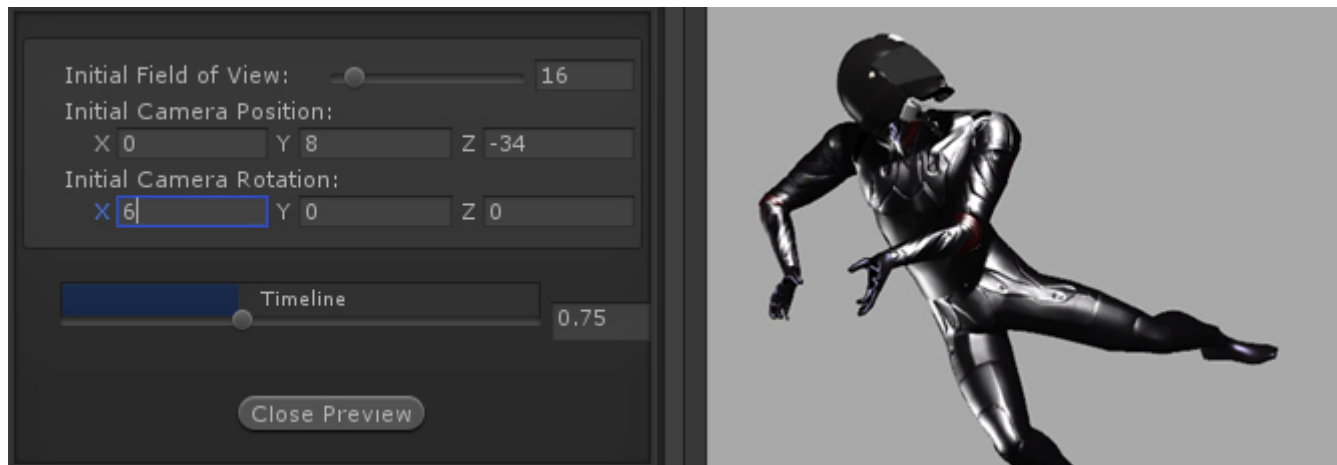 Initial Field of View: 16
Initial Camera Position:
X 0 Y 8 Z -34
Initial Camera Rotation:
X 6 Y 0 Z 0
Timeline
0.75
Close Preview